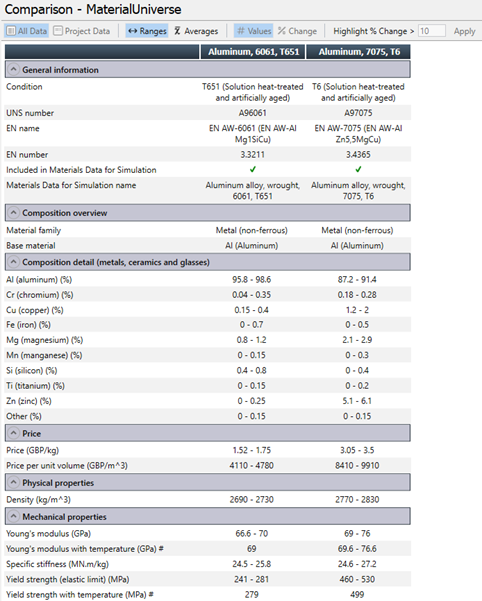 Comparison - MaterialUniverse
All Data Project Data Ranges Averages # Values % Change Highlight % Change > 10 Apply
Aluminum, 6061, T651 Aluminum, 7075, T6
General information
Condition T651 (Solution heat-treated and artificially aged) T6 (Solution heat-treated and artificially aged)
UNS number A96061 A97075
EN name EN AW-6061 (EN AW-Al Mg1SiCu) EN AW-7075 (EN AW-Al Zn5,5MgCu)
EN number 3.3211 3.4365
Included in Materials Data for Simulation ✓ ✓
Materials Data for Simulation name Aluminum alloy, wrought, 6061, T651 Aluminum alloy, wrought, 7075, T6
Composition overview
Material family Metal (non-ferrous) Metal (non-ferrous)
Base material Al (Aluminum) Al (Aluminum)
Composition detail (metals, ceramics and glasses)
Al (aluminum) (%) 95.8 - 98.6 87.2 - 91.4
Cr (chromium) (%) 0.04 - 0.35 0.18 - 0.28
Cu (copper) (%) 0.15 - 0.4 1.2 - 2
Fe (iron) (%) 0 - 0.7 0 - 0.5
Mg (magnesium) (%) 0.8 - 1.2 2.1 - 2.9
Mn (manganese) (%) 0 - 0.15 0 - 0.3
Si (silicon) (%) 0.4 - 0.8 0 - 0.4
Ti (titanium) (%) 0 - 0.15 0 - 0.2
Zn (zinc) (%) 0 - 0.25 5.1 - 6.1
Other (%) 0 - 0.15 0 - 0.15
Price
Price (GBP/kg) 1.52 - 1.75 3.05 - 3.5
Price per unit volume (GBP/m^3) 4110 - 4780 8410 - 9910
Physical properties
Density (kg/m^3) 2690 - 2730 2770 - 2830
Mechanical properties
Young's modulus (GPa) 66.6 - 70 69 - 76
Young's modulus with temperature (GPa) # 69 69.6 - 76.6
Specific stiffness (MN.m/kg) 24.5 - 25.8 24.6 - 27.2
Yield strength (elastic limit) (MPa) 241 - 281 460 - 530
Yield strength with temperature (MPa) # 279 499